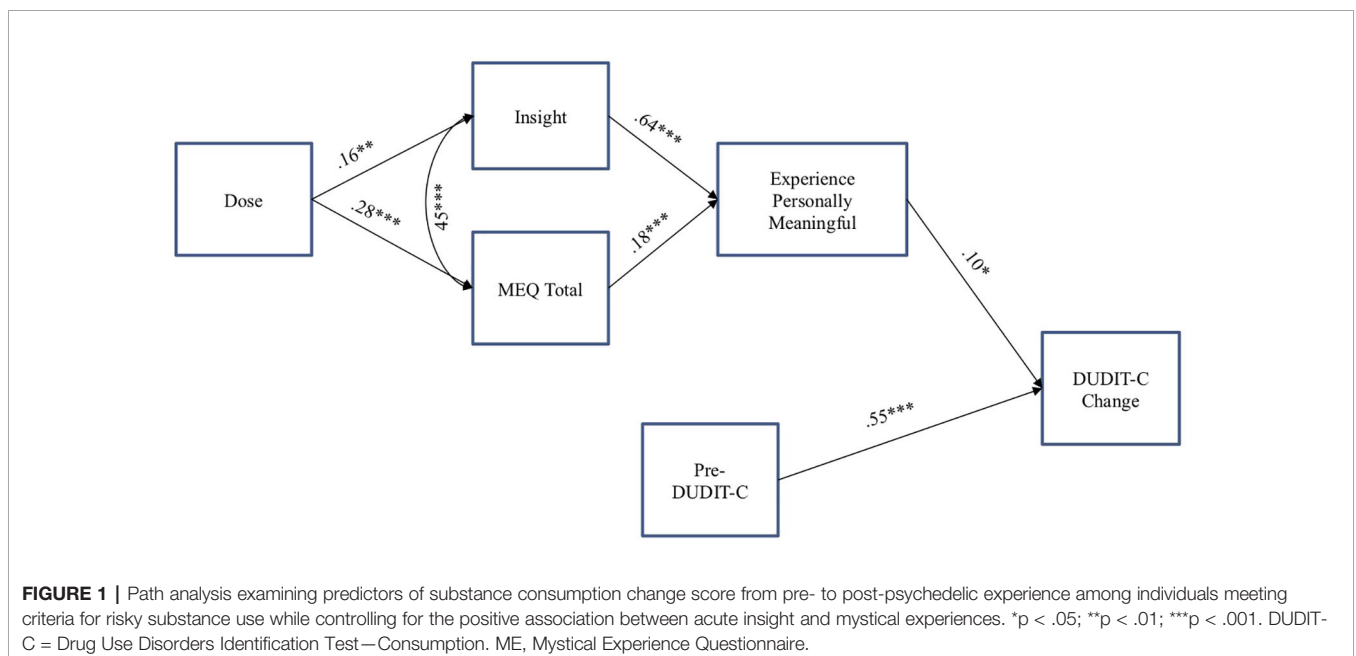 Insight
.16**
.64***
Dose
Experience
Personally
Meaningful
.28***
45***
.18***
MEQ Total
.10*
DUDIT-C
Change
.55***
Pre-
DUDIT-C
FIGURE 1 | Path analysis examining predictors of substance consumption change score from pre- to post-psychedelic experience among individuals meeting
criteria for risky substance use while controlling for the positive association between acute insight and mystical experiences. *p < .05; **p < .01; ***p < .001. DUDIT-
C = Drug Use Disorders Identification Test—Consumption. ME, Mystical Experience Questionnaire.